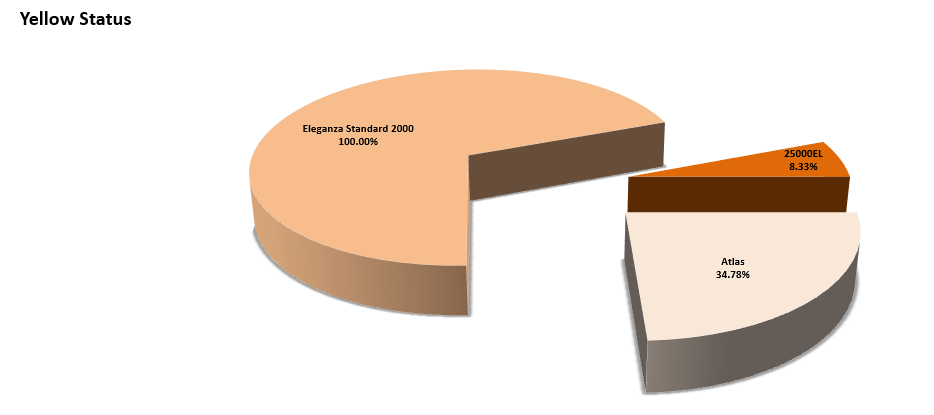 Yellow Status
Eleganza Standard 2000
100.00%
25000EL
8.33%
Atlas
34.78%